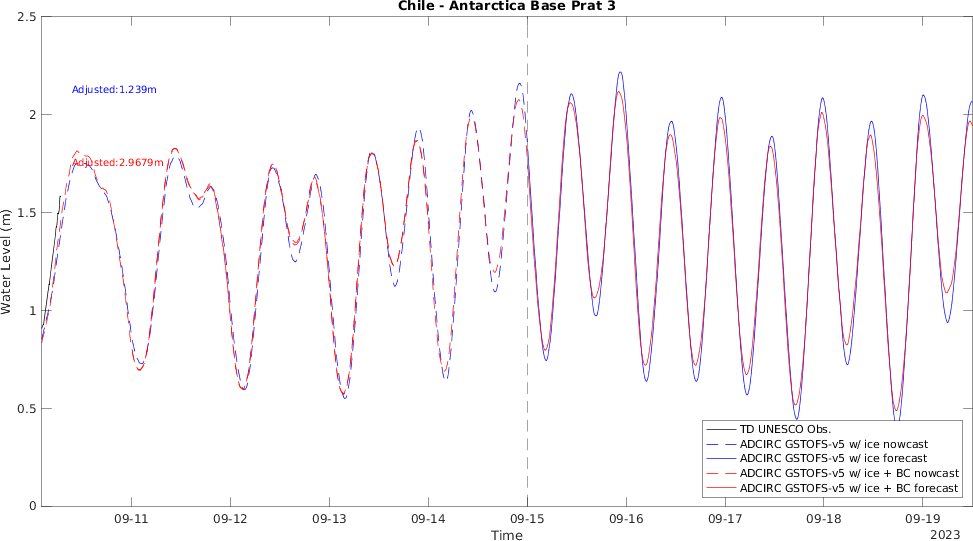 Chile - Antarctica Base Prat 3
2.5
2
1.5
1
0.5
0
Water Level (m)
Adjusted:1.239m
Adjusted:2.9679m
TD UNESCO Obs.
ADCIRC GSTOFS-v5 w/ ice nowcast
ADCIRC GSTOFS-v5 w/ ice forecast
ADCIRC GSTOFS-v5 w/ ice + BC nowcast
ADCIRC GSTOFS-v5 w/ ice + BC forecast
09-11 09-12 09-13 09-14 09-15 09-16 09-17 09-18 09-19
Time
2023